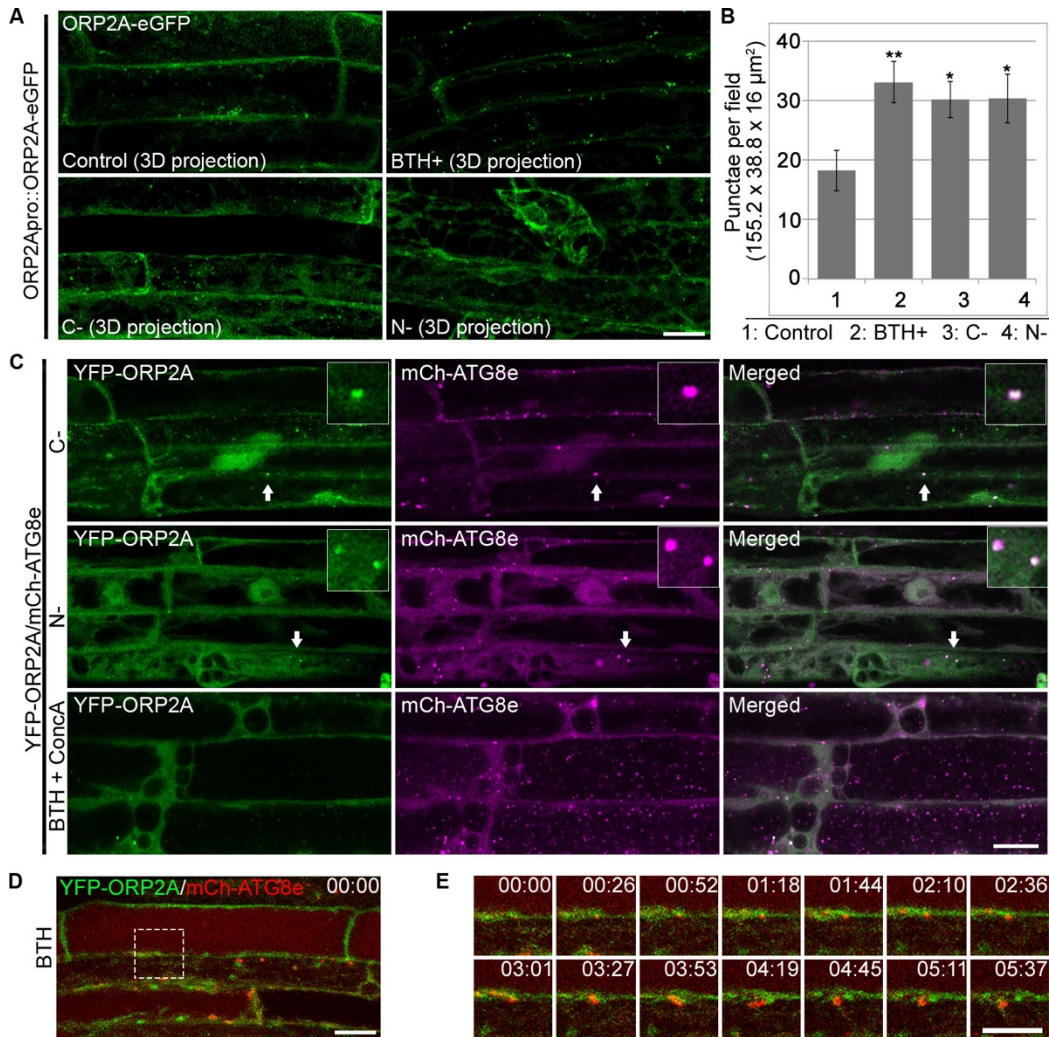 A
ORP2Apro::ORP2A-eGFP
ORP2A-eGFP
Control (3D projection)
BTH+ (3D projection)
C- (3D projection)
N- (3D projection)
B
Punctae per field
(155.2 x 38.8 x 16 µm²)
40
30
20
10
0
**
*
*
1
2
3
4
1: Control 2: BTH+ 3: C- 4: N-
C
YFP-ORP2A/mCh-ATG8e
C-
YFP-ORP2A
mCh-ATG8e
Merged
N-
YFP-ORP2A
mCh-ATG8e
Merged
BTH + ConcA
YFP-ORP2A
mCh-ATG8e
Merged
D
BTH
YFP-ORP2A/mCh-ATG8e 00:00
E
00:00 00:26 00:52 01:18 01:44 02:10 02:36
03:01 03:27 03:53 04:19 04:45 05:11 05:37